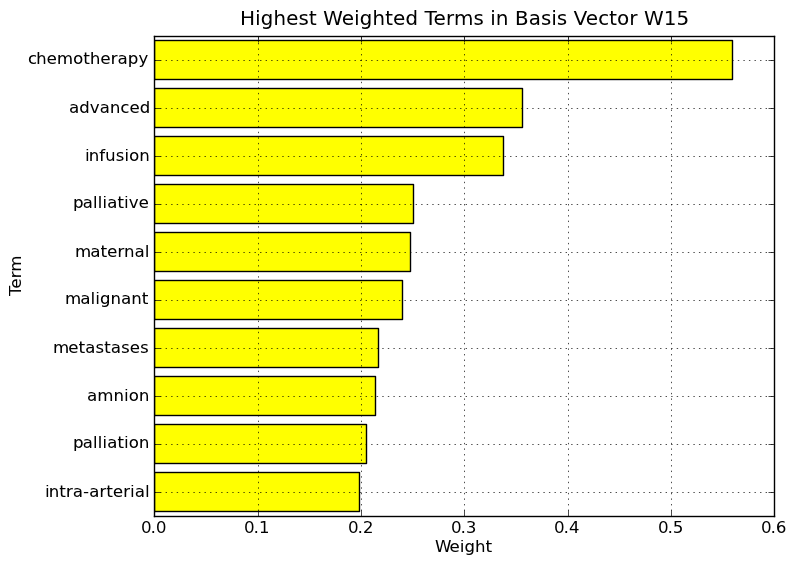 Highest Weighted Terms in Basis Vector W15
chemotherapy
advanced
infusion
palliative
maternal
malignant
metastases
amnion
palliation
intra-arterial
Term
0.0 0.1 0.2 0.3 0.4 0.5 0.6
Weight